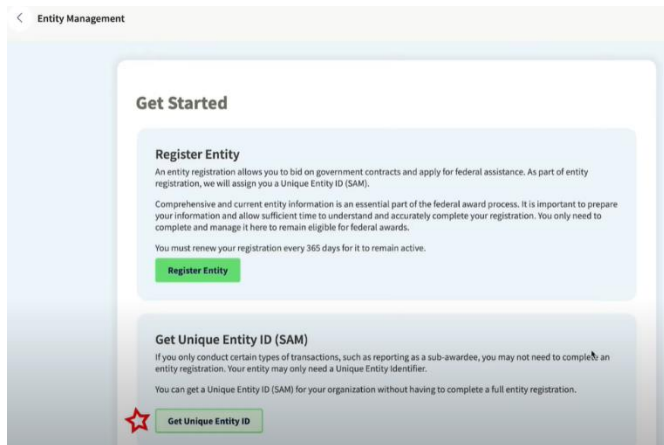 Entity Management
Get Started
Register Entity
An entity registration allows you to bid on government contracts and apply for federal assistance. As part of entity
registration, we will assign you a Unique Entity ID (SAM).
Comprehensive and current entity information is an essential part of the federal award process. It is important to prepare
your information and allow sufficient time to understand and accurately complete your registration. You only need to
complete and manage it here to remain eligible for federal awards.
You must renew your registration every 365 days for it to remain active.
Register Entity
Get Unique Entity ID (SAM)
If you only conduct certain types of transactions, such as reporting as a sub-awardee, you may not need to complete an
entity registration. Your entity may only need a Unique Entity Identifier.
You can get a Unique Entity ID (SAM) for your organization without having to complete a full entity registration.
Get Unique Entity ID